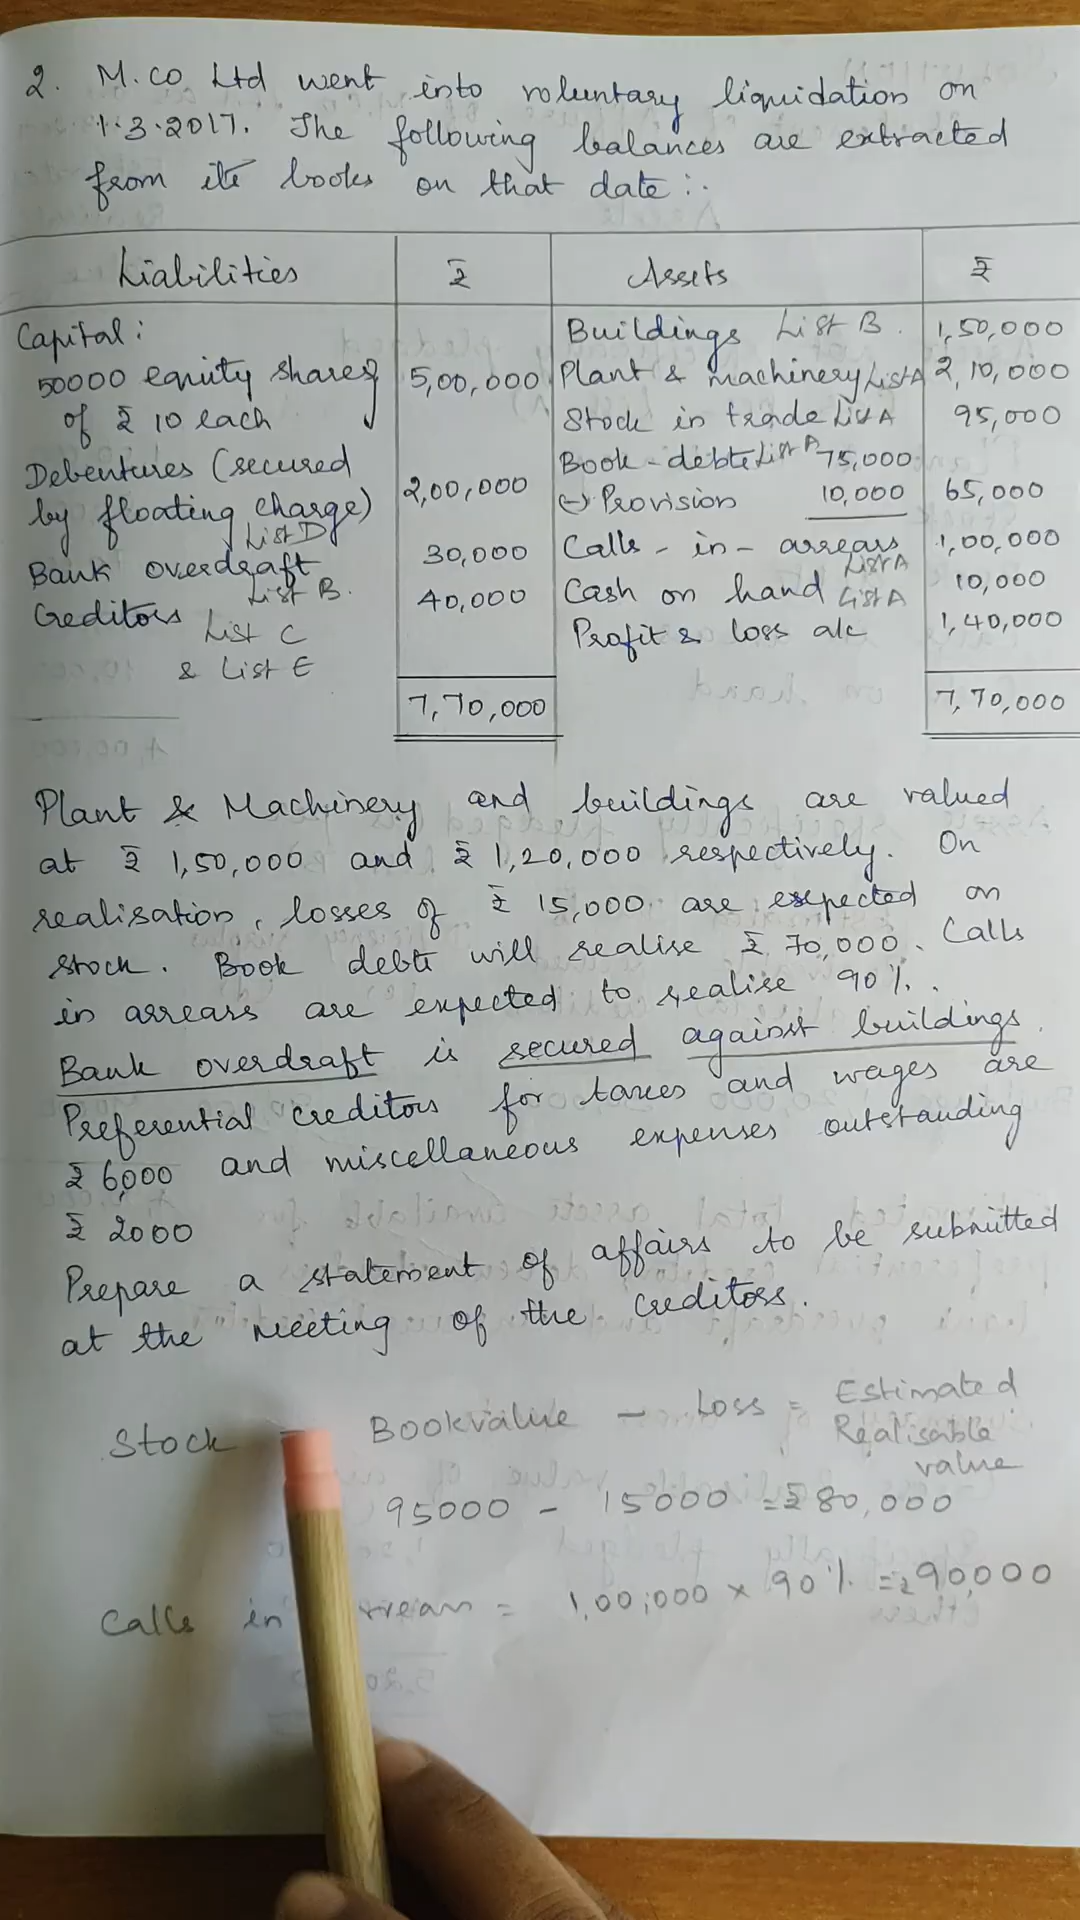 2. M.co Ltd went into voluntary liquidation on
1.3.2017. The following balances are extracted
from its books on that date:.
Liabilities ₹ Assets ₹
Capital:
50000 equity shares
of ₹ 10 each 5,00,000
Debentures (secured
by floating charge) 2,00,000
List D
Bank overdraft 30,000
List B.
Creditors 40,000
List C
& List E
7,70,000
Buildings List B. 1,50,000
Plant & machinery List A 2,10,000
Stock in trade List A 95,000
Book-debts List A 75,000
(-) Provision 10,000 65,000
Calls-in-arrears 1,00,000
List A
Cash on hand List A 10,000
Profit & loss a/c 1,40,000
7,70,000
Plant & Machinery and buildings are valued
at ₹ 1,50,000 and ₹ 1,20,000 respectively. On
realisation, losses of ₹ 15,000 are expected on
stock. Book debts will realise ₹ 70,000. Calls
in arrears are expected to realise 90%.
Bank overdraft is secured against buildings.
Preferential creditors for taxes and wages are
₹ 6,000 and miscellaneous expenses outstanding
₹ 2000
Prepare a statement of affairs to be submitted
at the meeting of the creditors.
Stock = Bookvalue - Loss = Estimated
Realisable
value
95000 - 15000 = ₹80,000
Calls in = 1,00,000 x 90% = ₹90,000